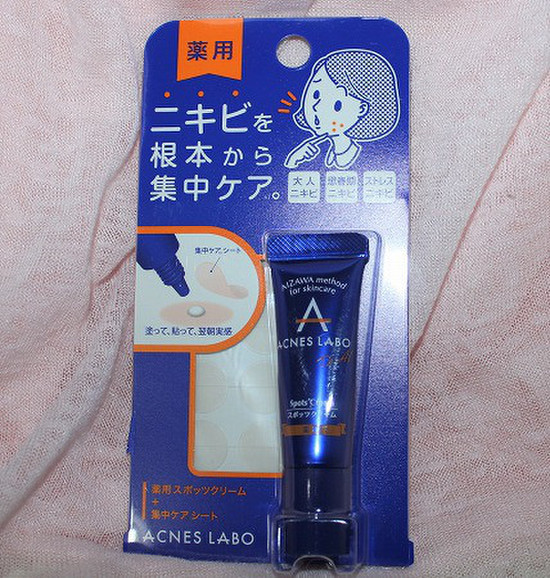 薬用
ニキビを
根本から
集中ケア。
大人
ニキビ
思春期
ニキビ
ストレス
ニキビ
集中ケアシート
塗って、貼って、翌朝実感
AIZAWA method
for skincare
A
ACNES LABO
Spots Cream
スポッツクリーム
薬用スポッツクリーム
+
集中ケアシート
ACNES LABO